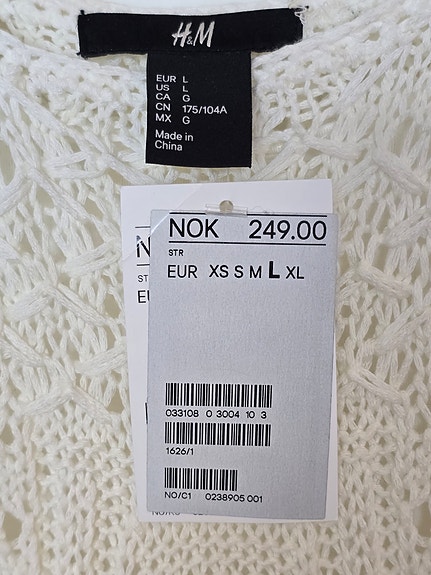 H&M
EUR L
US L
CA G
CN 175/104A
MX G
Made in
China
NOK 249.00
STR
EUR XS S M L XL
033108 0 3004 10 3
1626/1
NO/C1 0238905 001